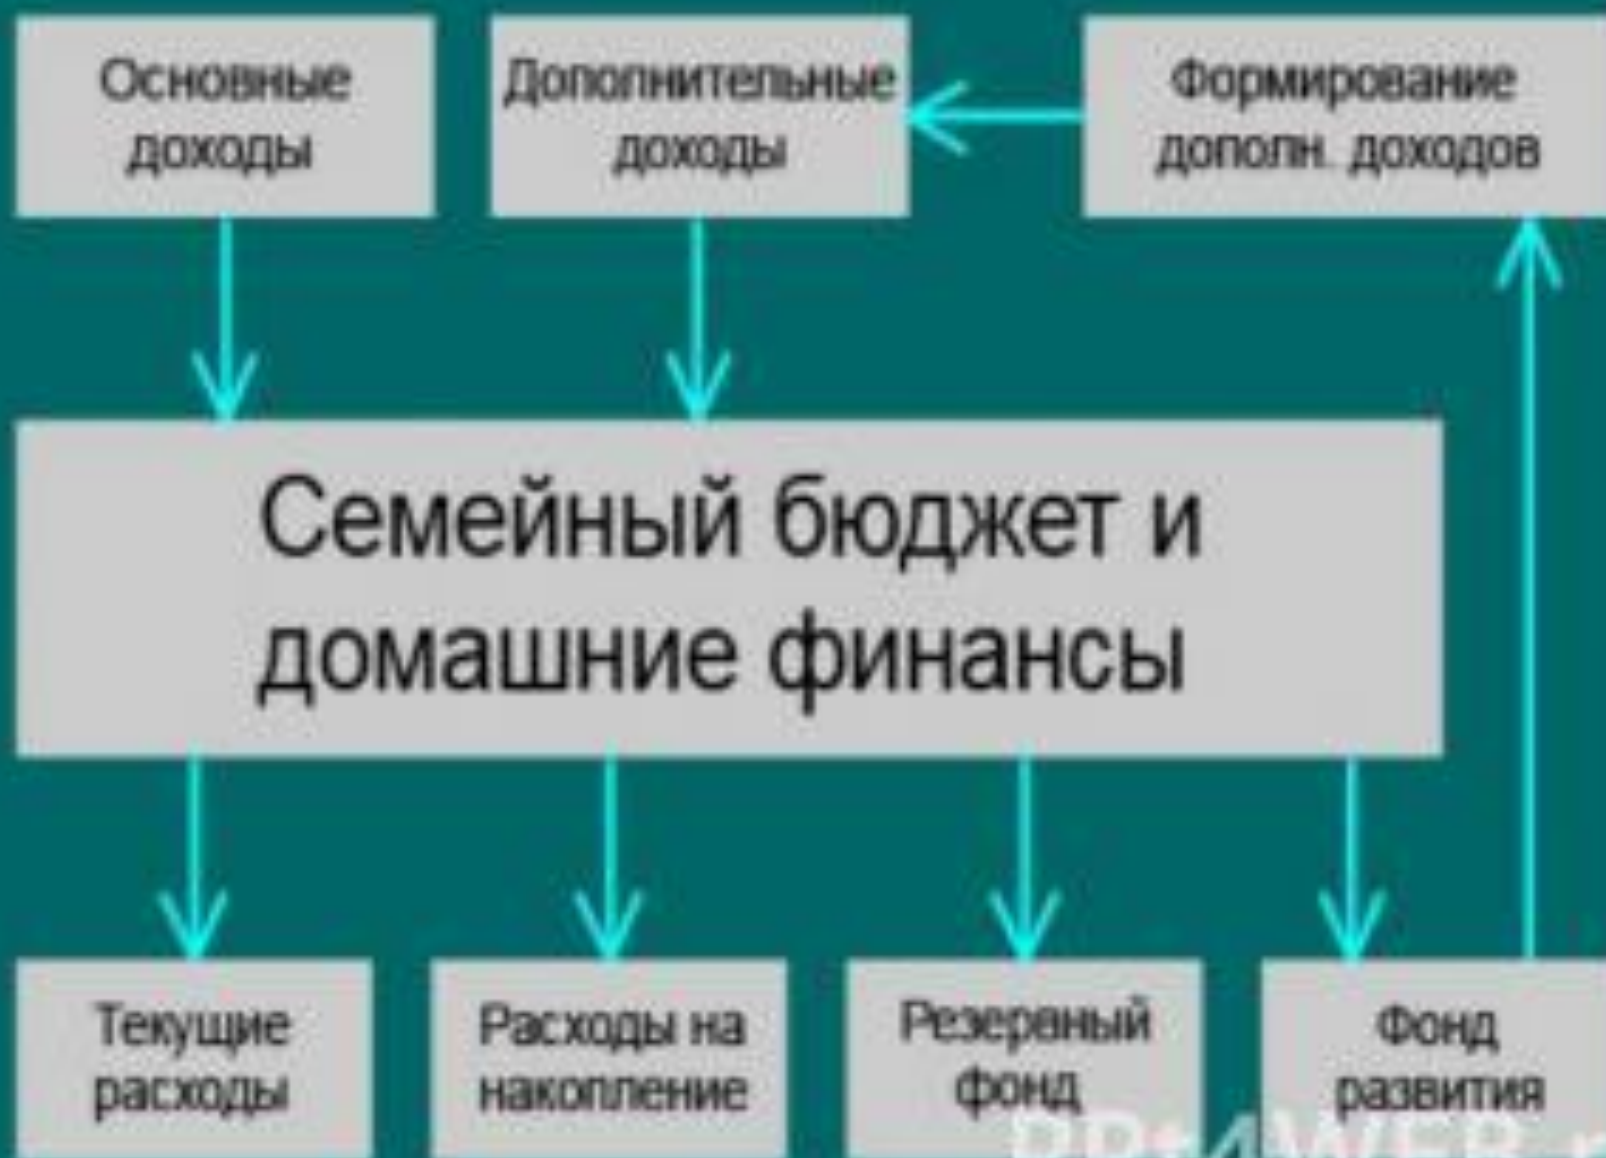 Основные
доходы
Дополнительные
доходы
Формирование
дополн. доходов
Семейный бюджет и
домашние финансы
Текущие
расходы
Расходы на
накопление
Резервный
фонд
Фонд
развития